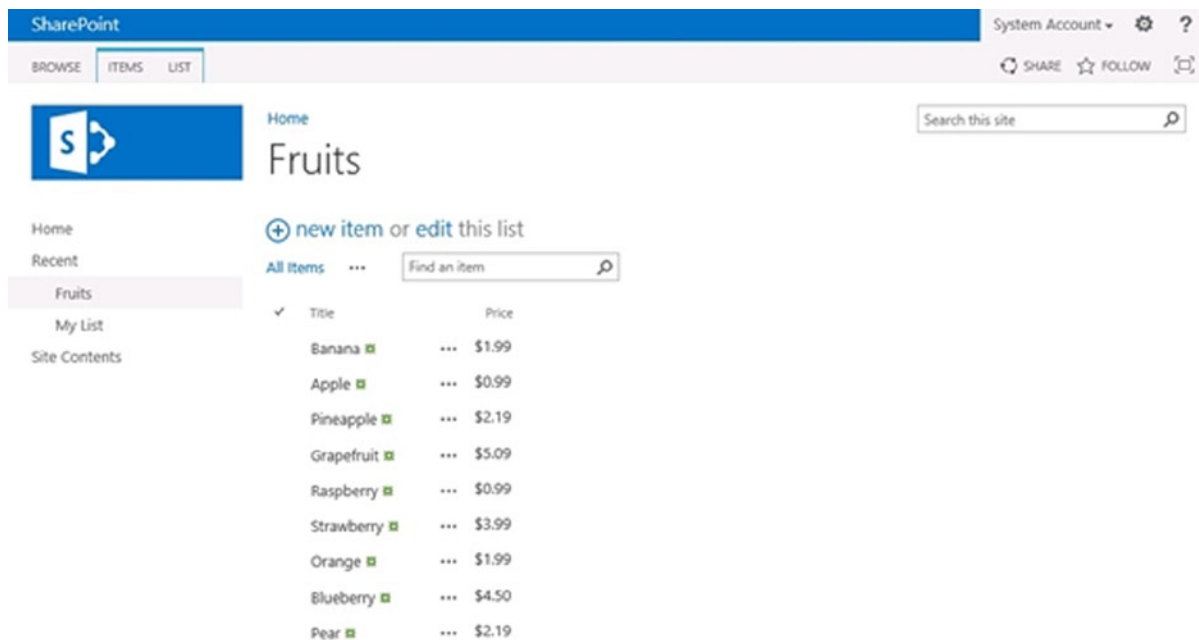 SharePoint
System Account
?
BROWSE
ITEMS
LIST
SHARE
FOLLOW
S
Home
Search this site
Fruits
Home
Recent
Fruits
My List
Site Contents
new item or edit this list
All Items ...
Find an item
Title Price
Banana ... $1.99
Apple ... $0.99
Pineapple ... $2.19
Grapefruit ... $5.09
Raspberry ... $0.99
Strawberry ... $3.99
Orange ... $1.99
Blueberry ... $4.50
Pear ... $2.19